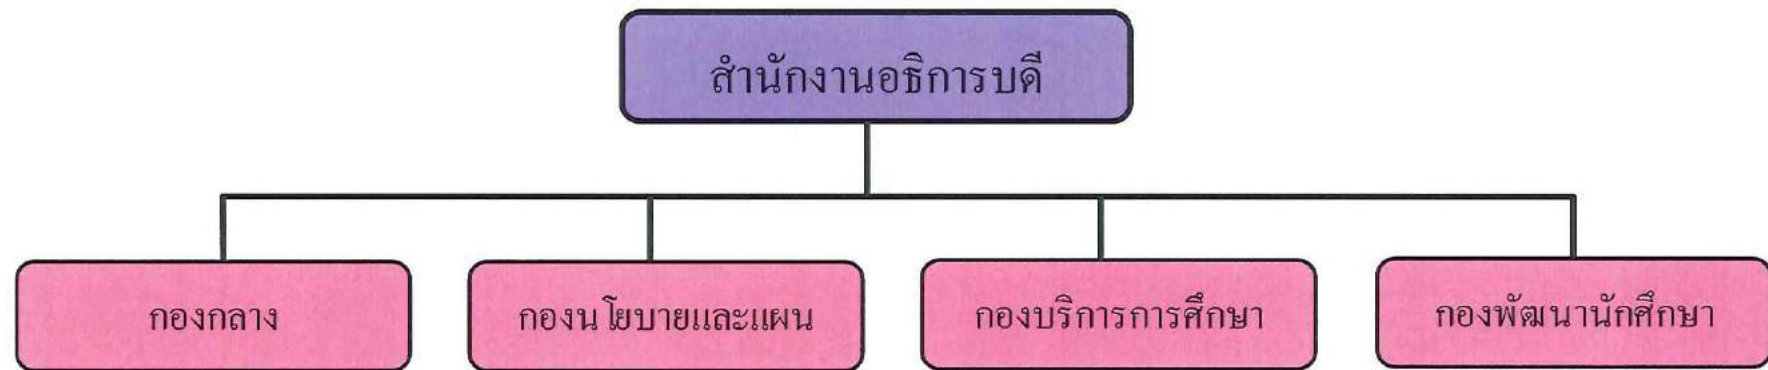 สำนักงานอธิการบดี
กองกลาง
กองนโยบายและแผน
กองบริการการศึกษา
กองพัฒนานักศึกษา